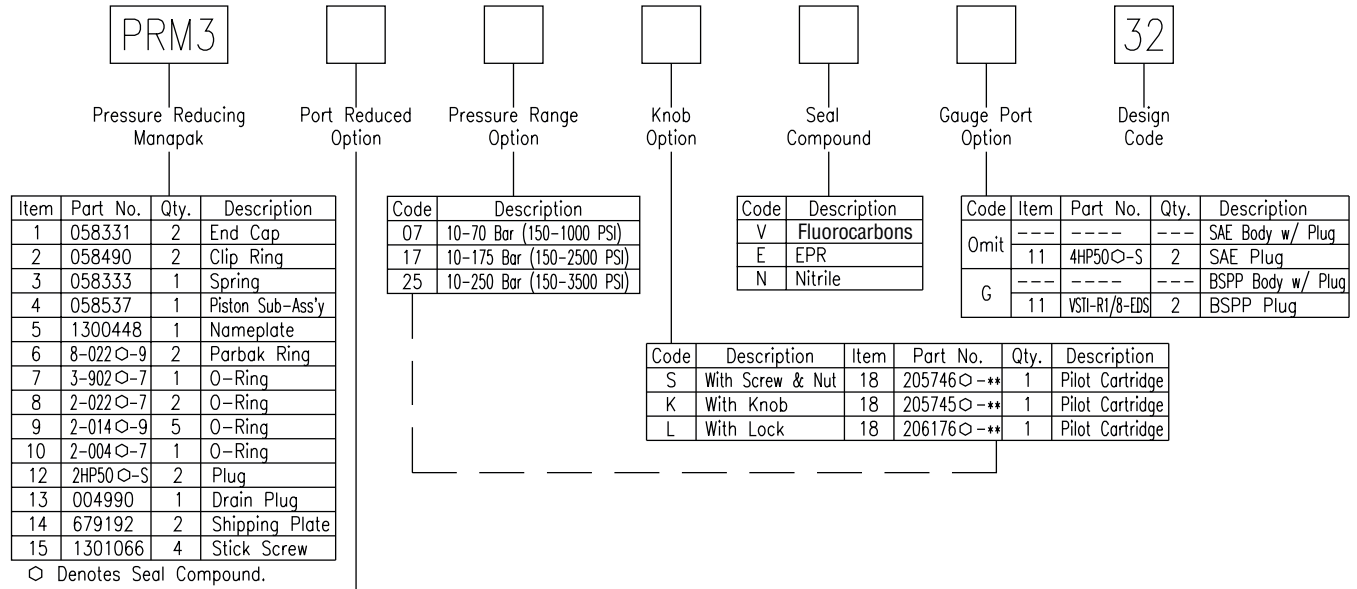 PRM3 32
Pressure Reducing Manapak
Port Reduced Option
Pressure Range Option
Knob Option
Seal Compound
Gauge Port Option
Design Code
Item Part No. Qty. Description
1 058331 2 End Cap
2 058490 2 Clip Ring
3 058333 1 Spring
4 058537 1 Piston Sub-Ass'y
5 1300448 1 Nameplate
6 8-022⬡-9 2 Parbak Ring
7 3-902⬡-7 1 O-Ring
8 2-022⬡-7 2 O-Ring
9 2-014⬡-9 5 O-Ring
10 2-004⬡-7 1 O-Ring
12 2HP50⬡-S 2 Plug
13 004990 1 Drain Plug
14 679192 2 Shipping Plate
15 1301066 4 Stick Screw
⬡ Denotes Seal Compound.
Code Description
07 10-70 Bar (150-1000 PSI)
17 10-175 Bar (150-2500 PSI)
25 10-250 Bar (150-3500 PSI)
Code Description
V Fluorocarbons
E EPR
N Nitrile
Code Item Part No. Qty. Description
Omit --- ---- --- SAE Body w/ Plug
11 4HP50⬡-S 2 SAE Plug
G --- ---- --- BSPP Body w/ Plug
11 VSTI-R1/8-EDS 2 BSPP Plug
Code Description Item Part No. Qty. Description
S With Screw & Nut 18 205746⬡-** 1 Pilot Cartridge
K With Knob 18 205745⬡-** 1 Pilot Cartridge
L With Lock 18 206176⬡-** 1 Pilot Cartridge